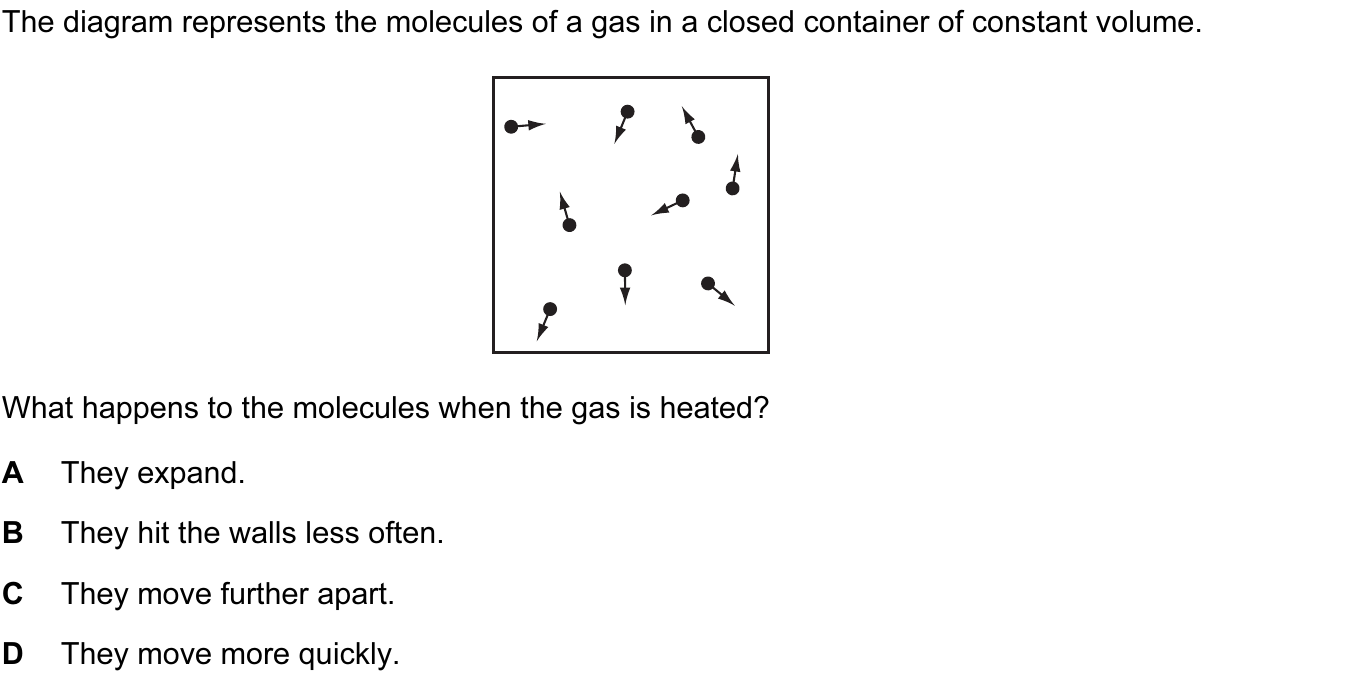 The diagram represents the molecules of a gas in a closed container of constant volume.
What happens to the molecules when the gas is heated?
A They expand.
B They hit the walls less often.
C They move further apart.
D They move more quickly.